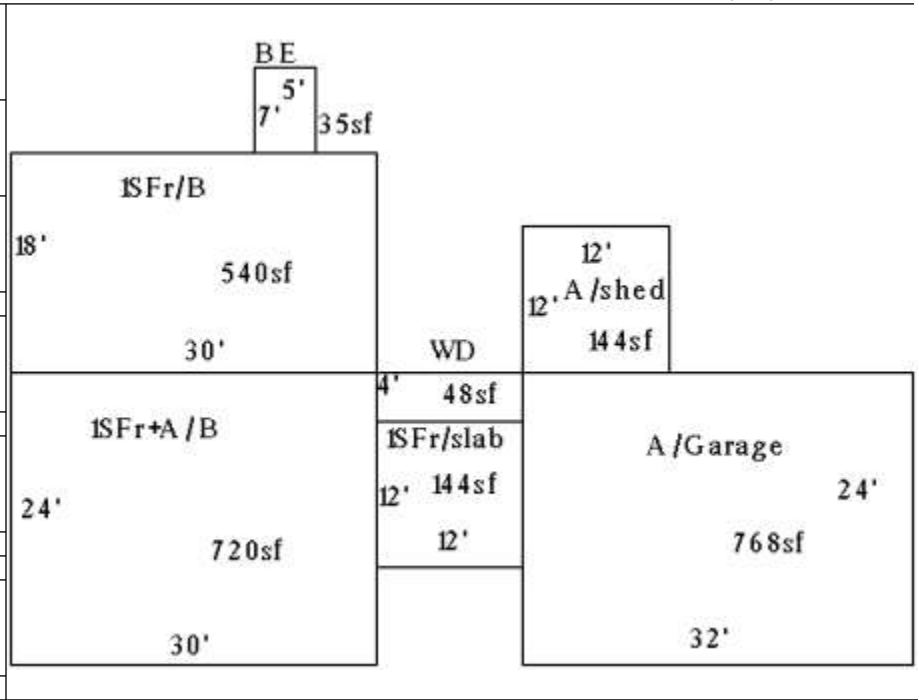 BE
5'
7'
35sf
1SFr/B
18'
540sf
30'
12'
12'
A/shed
144sf
WD
4'
48sf
1SFr+A/B
24'
720sf
30'
1SFr/slab
12'
144sf
12'
A/Garage
24'
768sf
32'